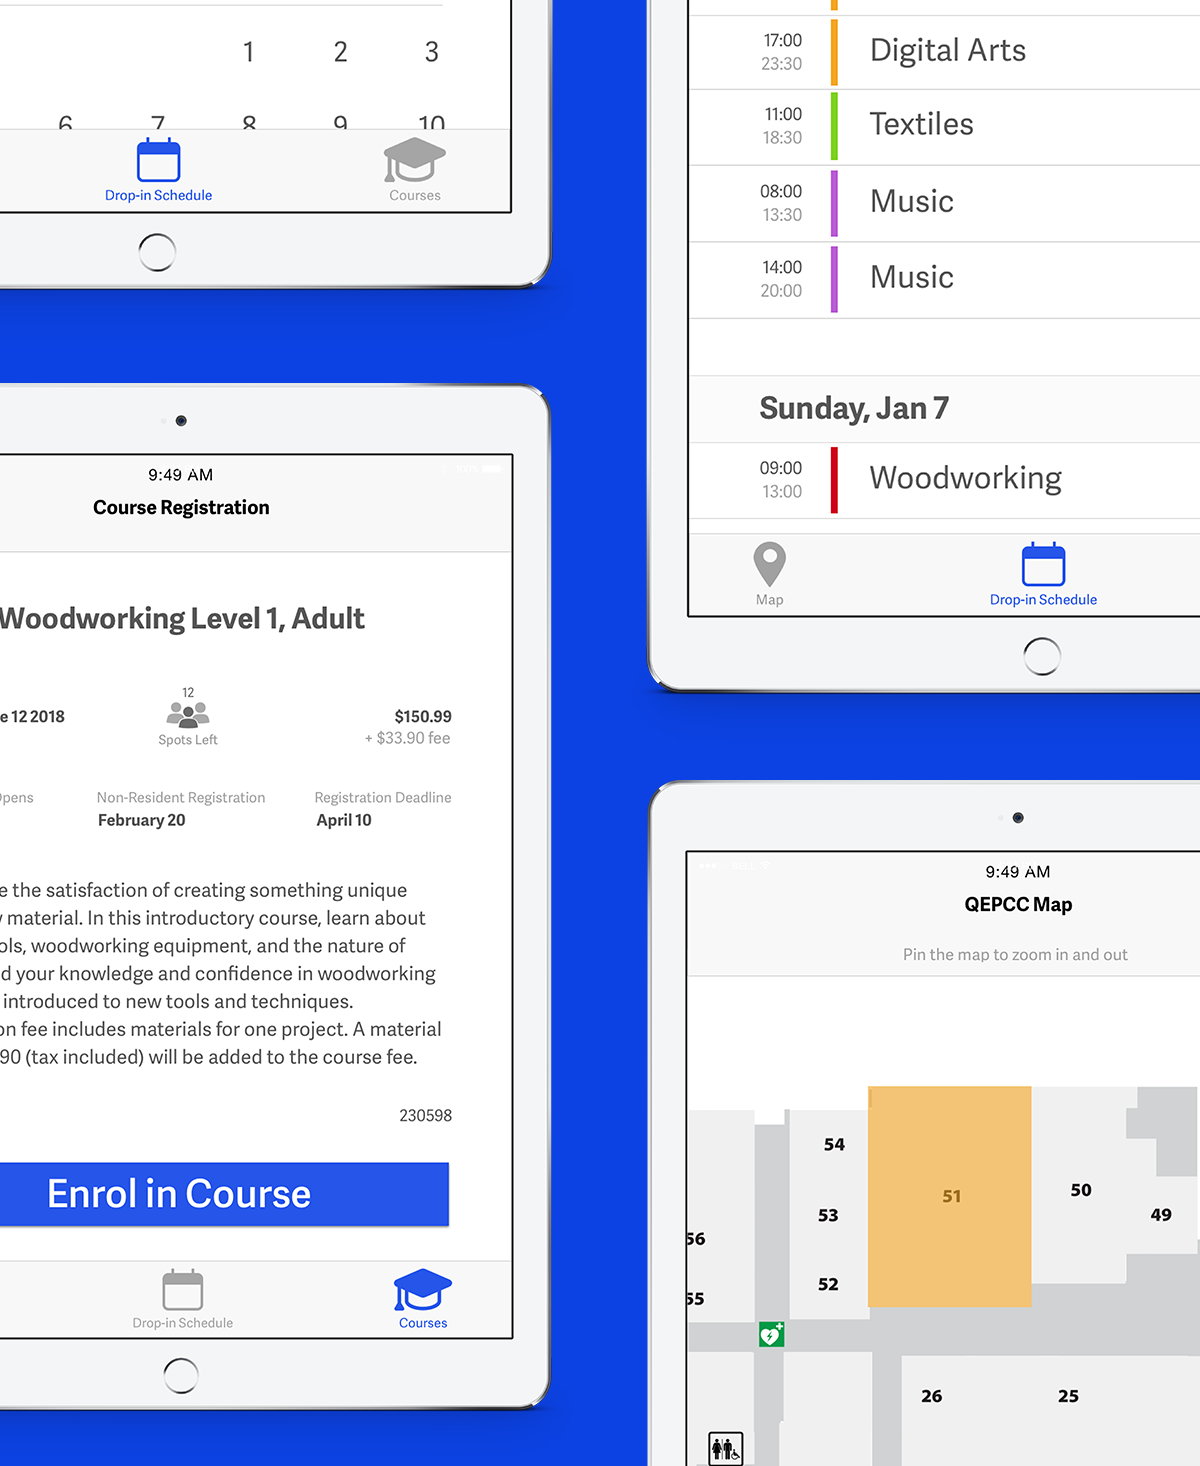 1 2 3
6 7 8 9 10
Drop-in Schedule Courses
17:00
23:30
Digital Arts
11:00
18:30
Textiles
08:00
13:30
Music
14:00
20:00
Music
Sunday, Jan 7
09:00
13:00
Woodworking
Map Drop-in Schedule
9:49 AM 100%
Course Registration
Woodworking Level 1, Adult
12
e 12 2018
Spots Left
$150.99
+ $33.90 fee
Opens
Non-Resident Registration
February 20
Registration Deadline
April 10
e the satisfaction of creating something unique
material. In this introductory course, learn about
ols, woodworking equipment, and the nature of
d your knowledge and confidence in woodworking
introduced to new tools and techniques.
on fee includes materials for one project. A material
90 (tax included) will be added to the course fee.
230598
Enrol in Course
Drop-in Schedule Courses
BELL
9:49 AM
QEPCC Map
Pin the map to zoom in and out
54
51
50
53
49
56
52
55
26
25